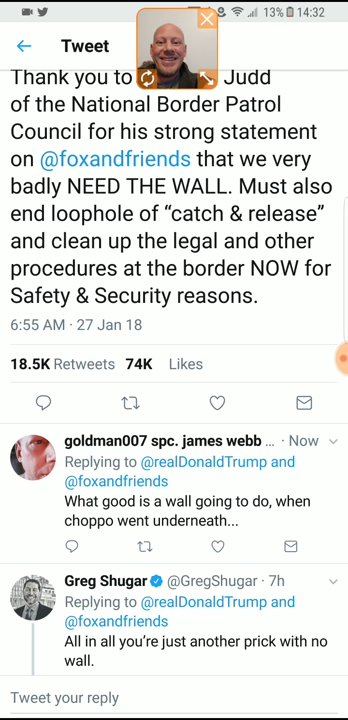 13% 14:32
Tweet
Thank you to Judd
of the National Border Patrol
Council for his strong statement
on @foxandfriends that we very
badly NEED THE WALL. Must also
end loophole of “catch & release”
and clean up the legal and other
procedures at the border NOW for
Safety & Security reasons.
6:55 AM · 27 Jan 18
18.5K Retweets 74K Likes
goldman007 spc. james webb ... · Now
Replying to @realDonaldTrump and
@foxandfriends
What good is a wall going to do, when
choppo went underneath...
Greg Shugar @GregShugar · 7h
Replying to @realDonaldTrump and
@foxandfriends
All in all you’re just another prick with no
wall.
Tweet your reply